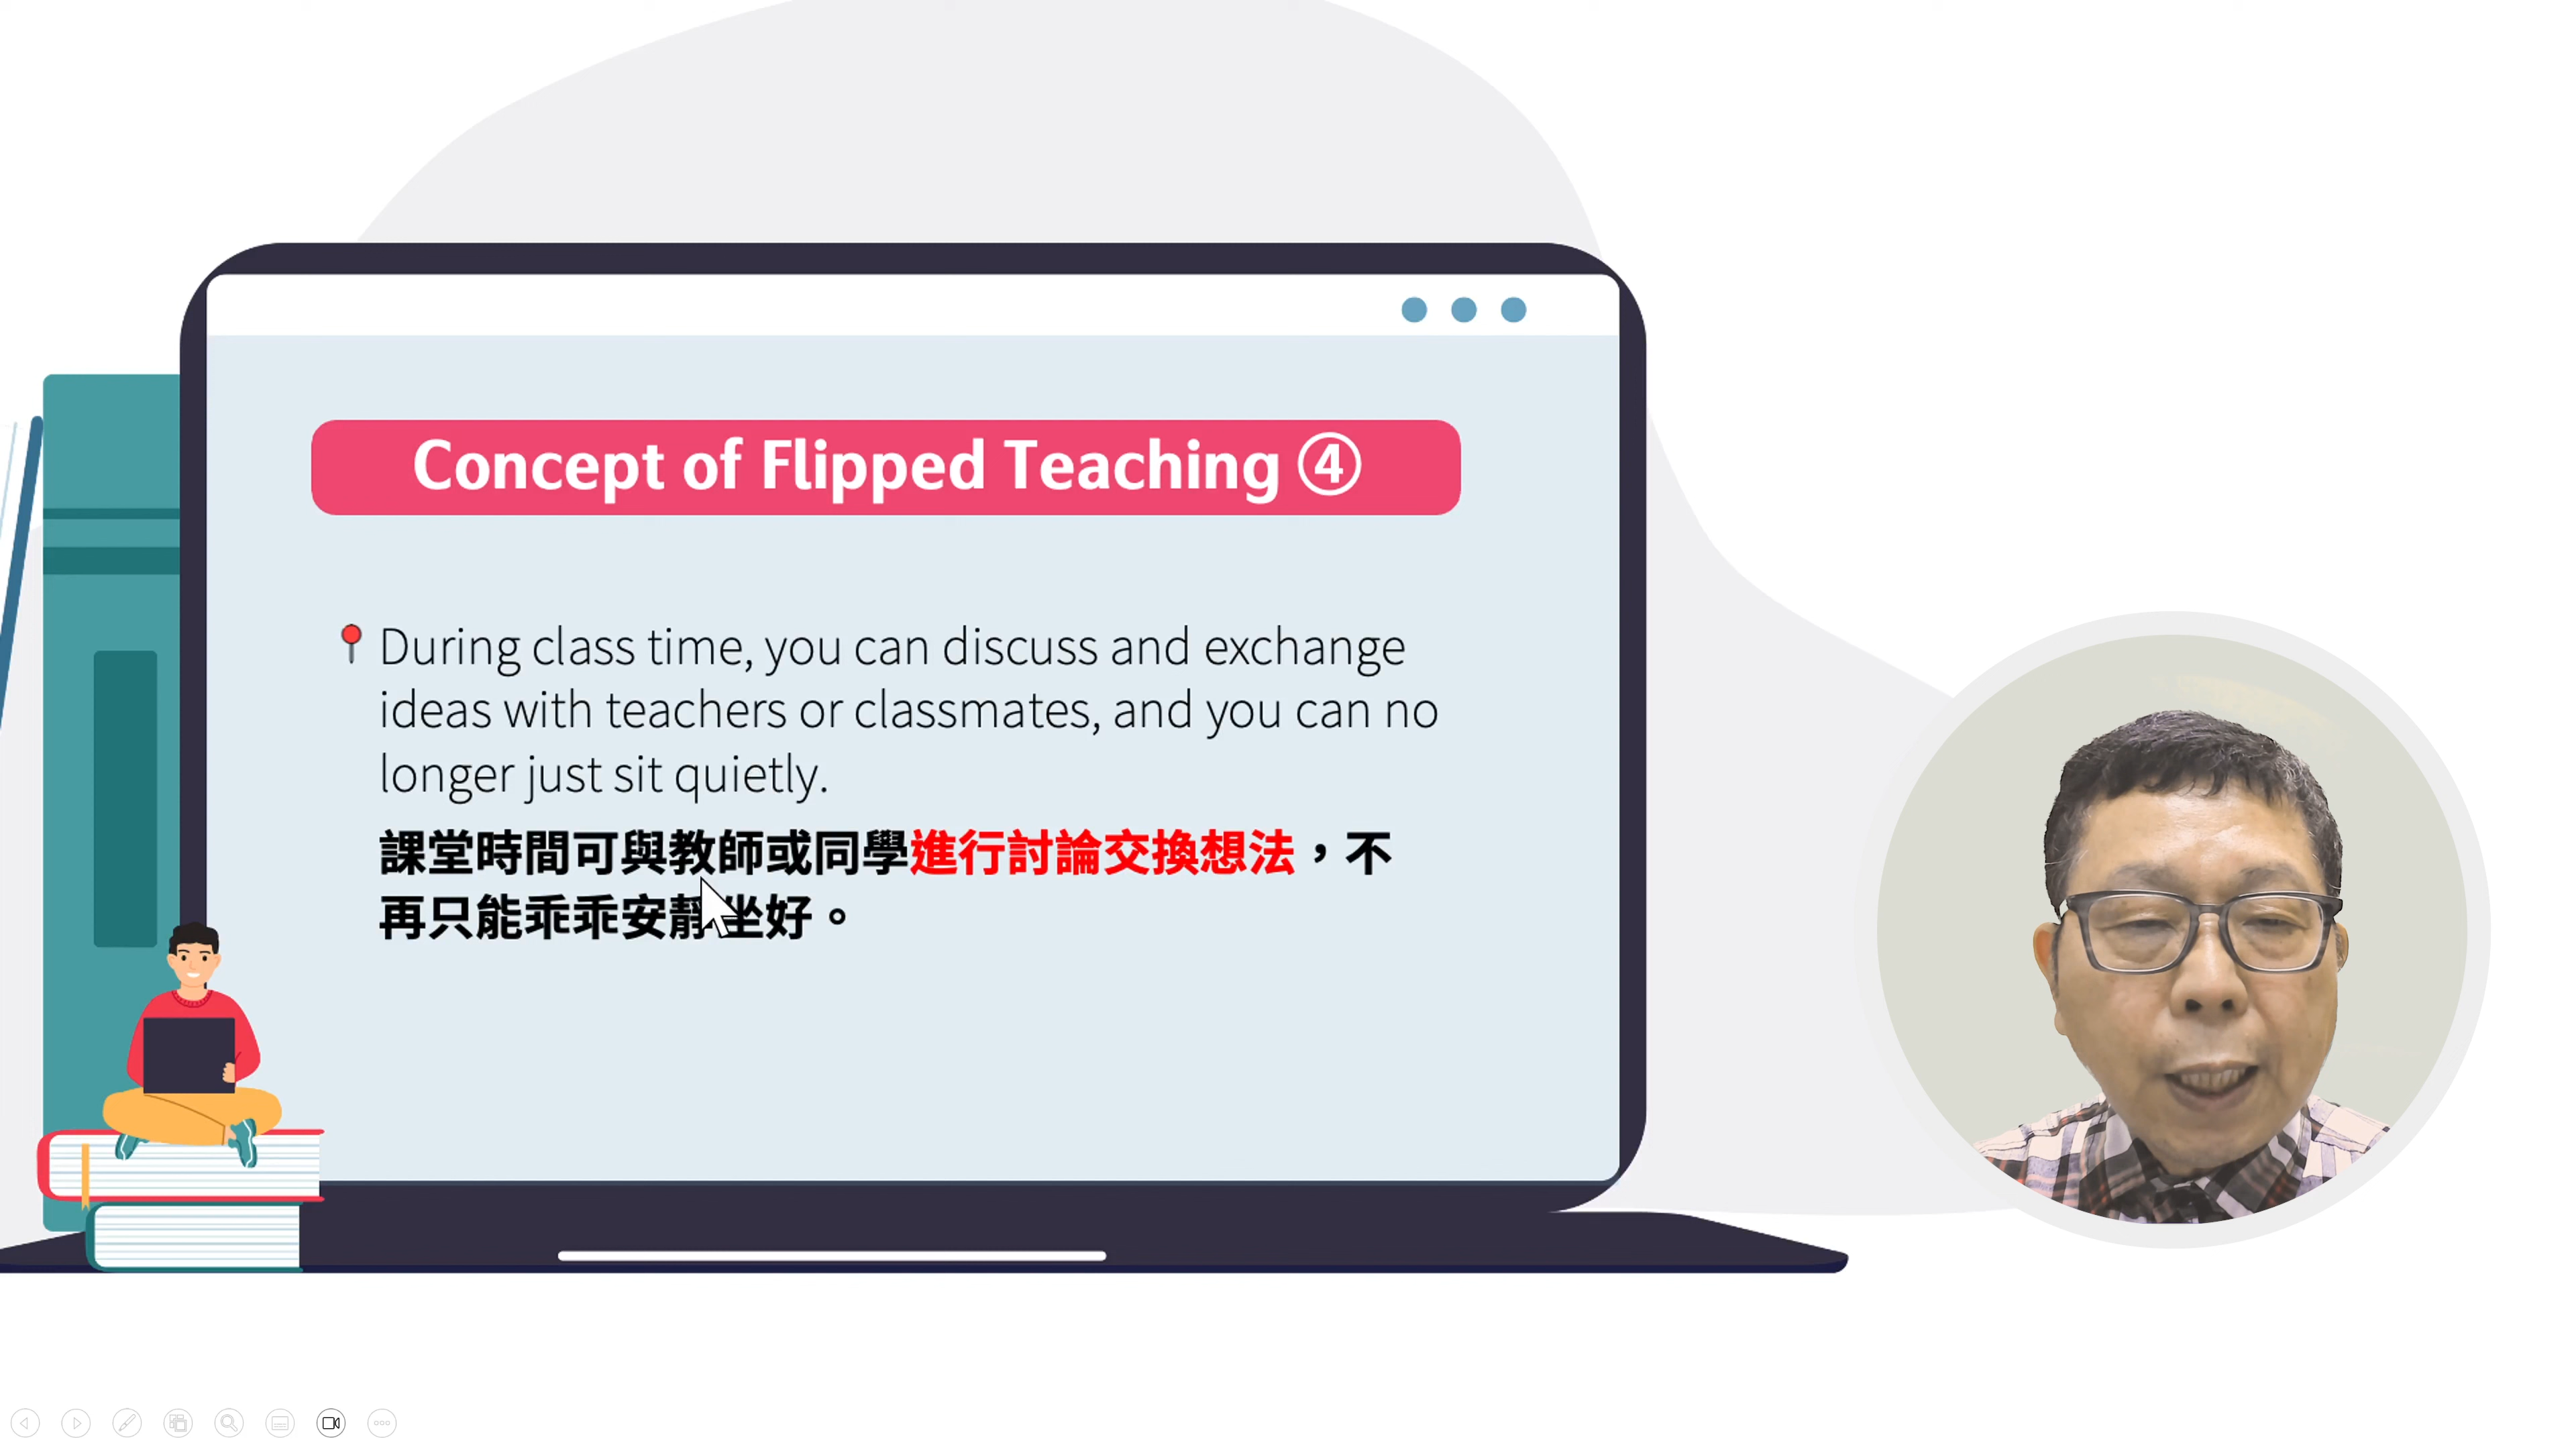 Concept of Flipped Teaching ④
During class time, you can discuss and exchange
ideas with teachers or classmates, and you can no
longer just sit quietly.
課堂時間可與教師或同學進行討論交換想法，不
再只能乖乖安靜坐好。